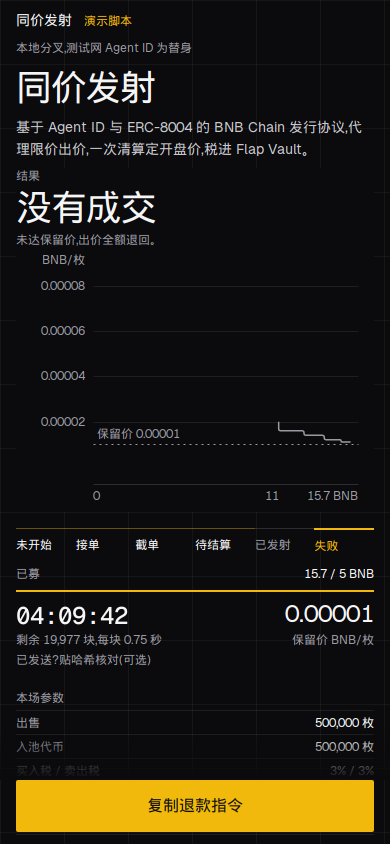 同价发射 演示脚本
本地分叉,测试网 Agent ID 为替身
同价发射
基于 Agent ID 与 ERC-8004 的 BNB Chain 发行协议,代
理限价出价,一次清算定开盘价,税进 Flap Vault。
结果
没有成交
未达保留价,出价全额退回。
BNB/枚
0.00008
0.00006
0.00004
0.00002
保留价 0.00001
0 11 15.7 BNB
未开始 接单 截单 待结算 已发射 失败
已募 15.7 / 5 BNB
04:09:42 0.00001
剩余 19,977 块,每块 0.75 秒 保留价 BNB/枚
已发送?贴哈希核对(可选)
本场参数
出售 500,000 枚
入池代币 500,000 枚
买入税 / 卖出税 3% / 3%
复制退款指令